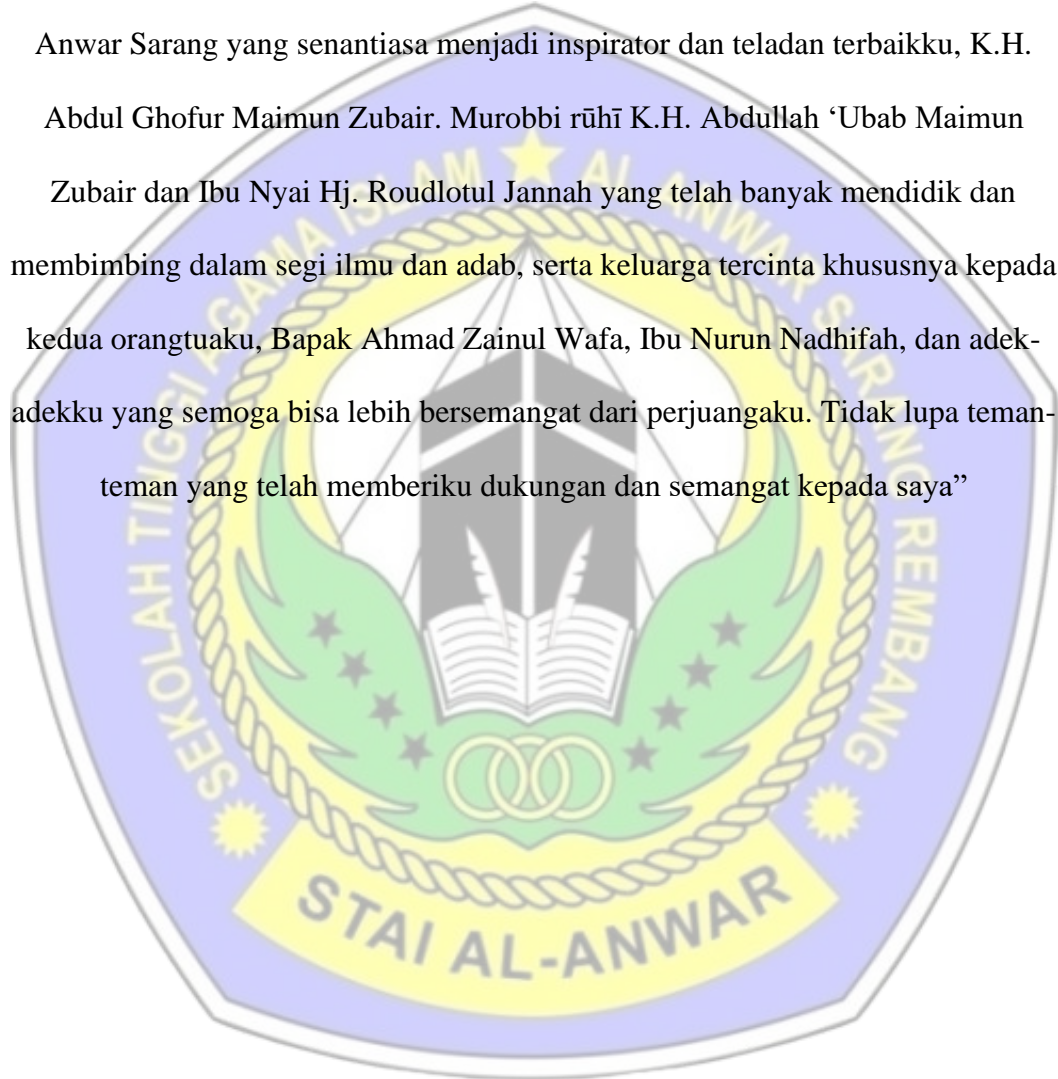 Anwar Sarang yang senantiasa menjadi inspirator dan teladan terbaikku, K.H.
Abdul Ghofur Maimun Zubair. Murobbi rūhī K.H. Abdullah ‘Ubab Maimun
Zubair dan Ibu Nyai Hj. Roudlotul Jannah yang telah banyak mendidik dan
membimbing dalam segi ilmu dan adab, serta keluarga tercinta khususnya kepada
kedua orangtuaku, Bapak Ahmad Zainul Wafa, Ibu Nurun Nadhifah, dan adek-
adekku yang semoga bisa lebih bersemangat dari perjuangaku. Tidak lupa teman-
teman yang telah memberiku dukungan dan semangat kepada saya”
SEKOLAH TINGGI AGAMA ISLAM AL ANWAR SARANG REMBANG
STAI AL-ANWAR